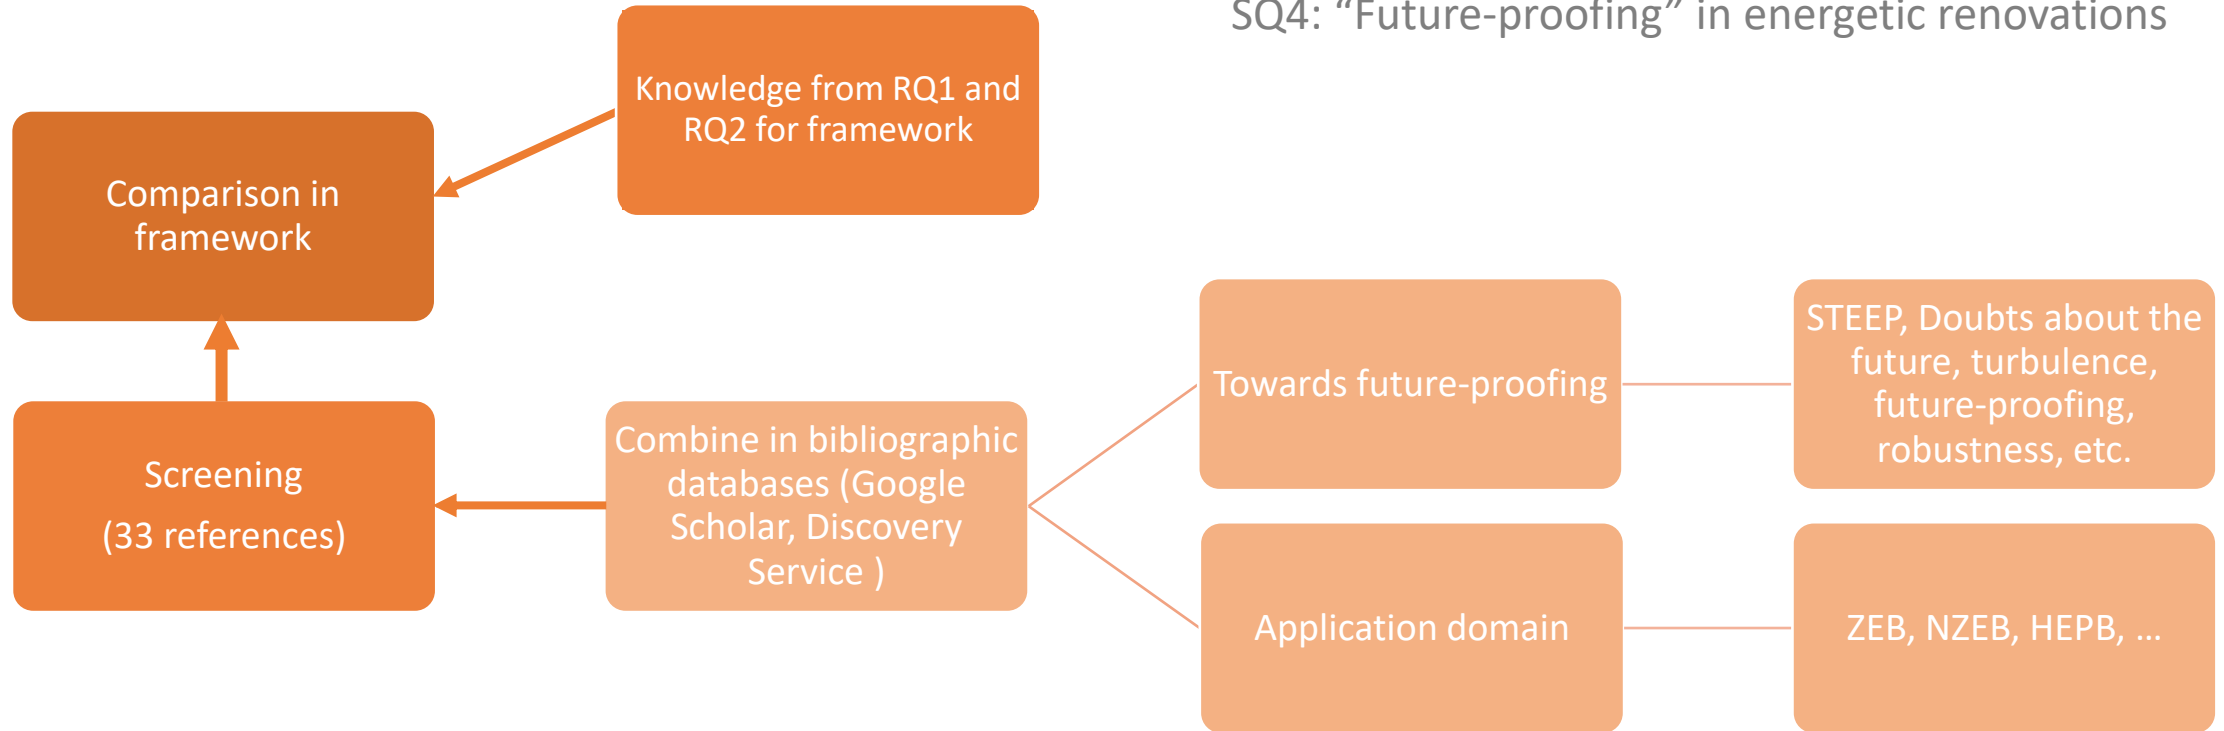 SQ4: “Future-proofing” in energetic renovations
Knowledge from RQ1 and
RQ2 for framework
Comparison in
framework
Towards future-proofing
STEEP, Doubts about the
future, turbulence,
future-proofing,
robustness, etc.
Screening
(33 references)
Combine in bibliographic
databases (Google
Scholar, Discovery
Service )
Application domain
ZEB, NZEB, HEPB, ...